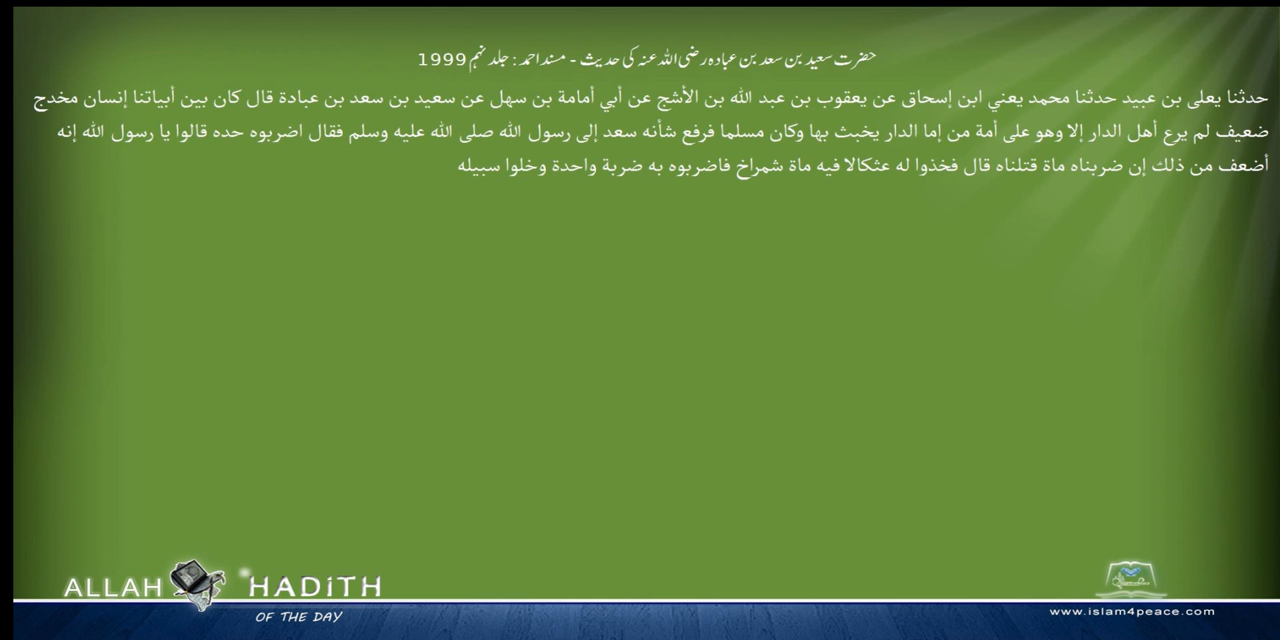 حضرت سعید بن سعد بن عبادہ رضی اللہ عنہ کی حدیث - مسند احمد : جلد نہم 1999
حدثنا يعلى بن عبيد حدثنا محمد يعني ابن إسحاق عن يعقوب بن عبد الله بن الأشج عن أبي أمامة بن سهل عن سعيد بن سعد بن عبادة قال كان بين أبياتنا إنسان مخدج
ضعيف لم يرع أهل الدار إلا وهو على أمة من إما الدار يخبث بها وكان مسلما فرفع شأنه سعد إلى رسول الله صلى الله عليه وسلم فقال اضربوه حده قالوا يا رسول الله إنه
أضعف من ذلك إن ضربناه ماة قتلناه قال فخذوا له عثكالا فيه ماة شمراخ فاضربوه به ضربة واحدة وخلوا سبيله
ALLAH HADITH
OF THE DAY
www.islam4peace.com